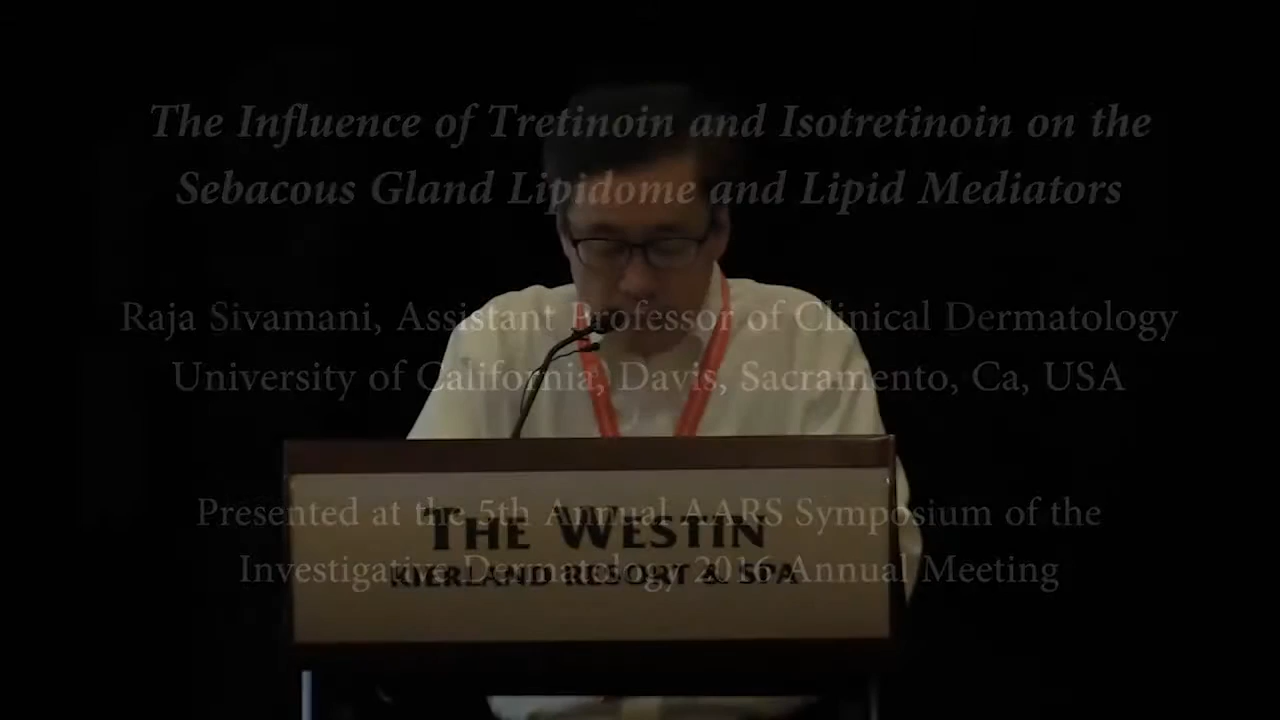 The Influence of Tretinoin and Isotretinoin on the
Sebacous Gland Lipidome and Lipid Mediators
Raja Sivamani, Assistant Professor of Clinical Dermatology
University of California, Davis, Sacramento, Ca, USA
Presented at the 5th Annual AARS Symposium of the
THE WESTIN
Investigative Dermatology 2016 Annual Meeting
KIERLAND RESORT & SPA